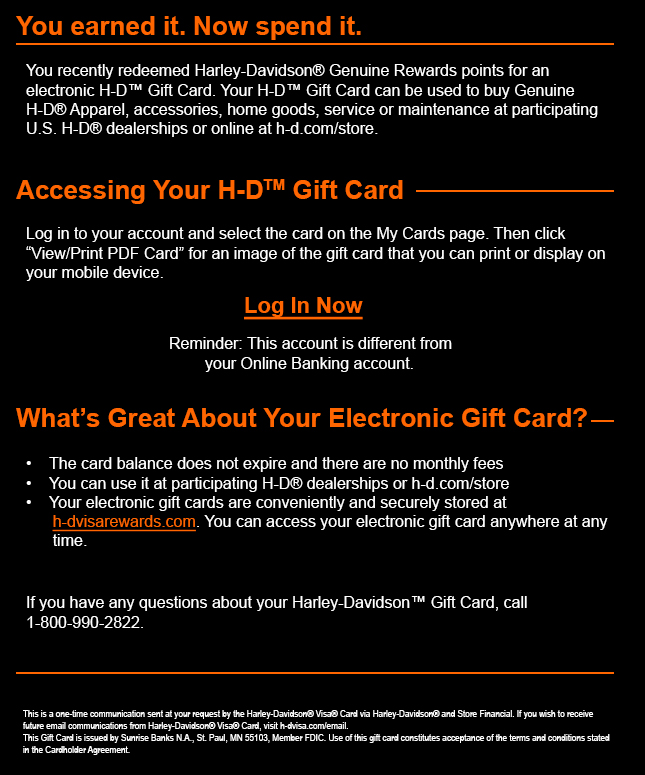 You earned it. Now spend it.
You recently redeemed Harley-Davidson® Genuine Rewards points for an
electronic H-D™ Gift Card. Your H-D™ Gift Card can be used to buy Genuine
H-D® Apparel, accessories, home goods, service or maintenance at participating
U.S. H-D® dealerships or online at h-d.com/store.
Accessing Your H-D™ Gift Card
Log in to your account and select the card on the My Cards page. Then click
“View/Print PDF Card” for an image of the gift card that you can print or display on
your mobile device.
Log In Now
Reminder: This account is different from
your Online Banking account.
What’s Great About Your Electronic Gift Card?
• The card balance does not expire and there are no monthly fees
• You can use it at participating H-D® dealerships or h-d.com/store
• Your electronic gift cards are conveniently and securely stored at
h-dvisarewards.com. You can access your electronic gift card anywhere at any
time.
If you have any questions about your Harley-Davidson™ Gift Card, call
1-800-990-2822.
This is a one-time communication sent at your request by the Harley-Davidson® Visa® Card via Harley-Davidson® and Store Financial. If you wish to receive
future email communications from Harley-Davidson® Visa® Card, visit h-dvisa.com/email.
This Gift Card is issued by Sunrise Banks N.A., St. Paul, MN 55103, Member FDIC. Use of this gift card constitutes acceptance of the terms and conditions stated
in the Cardholder Agreement.